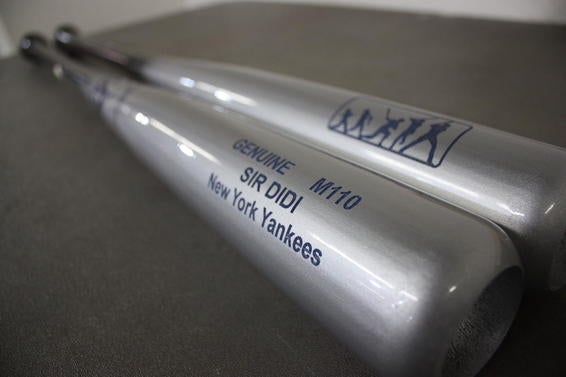 GENUINE M110
SIR DIDI
New York Yankees